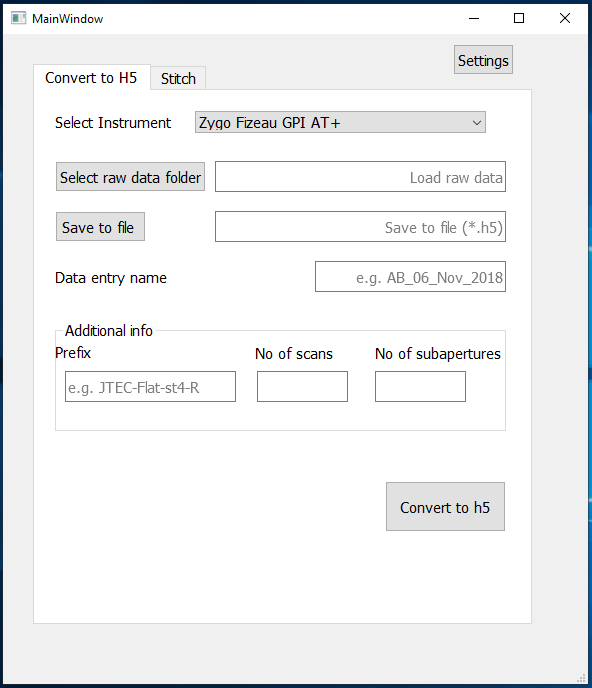 MainWindow
Settings
Convert to H5 Stitch
Select Instrument Zygo Fizeau GPI AT+
Select raw data folder Load raw data
Save to file Save to file (*.h5)
Data entry name e.g. AB_06_Nov_2018
Additional info
Prefix No of scans No of subapertures
e.g. JTEC-Flat-st4-R
Convert to h5